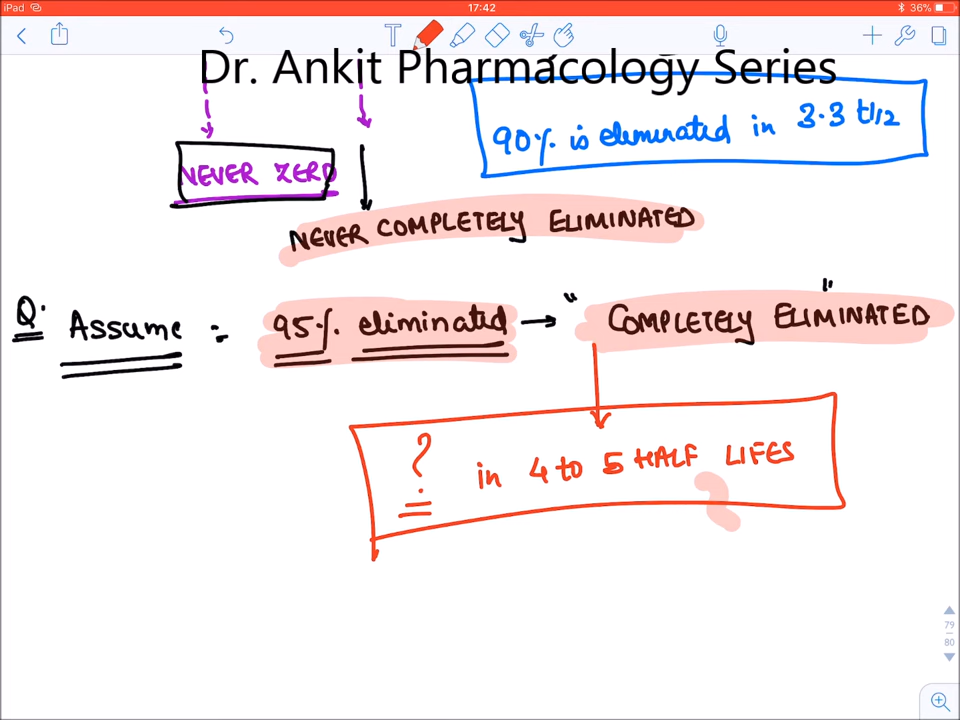 iPad 17:42 36%
T
Dr. Ankit Pharmacology Series
90% is eliminated in 3.3 t1/2
NEVER ZERO
NEVER COMPLETELY ELIMINATED
Q: Assume : 95% eliminated → "COMPLETELY ELIMINATED"
? in 4 to 5 HALF LIFES
79
80